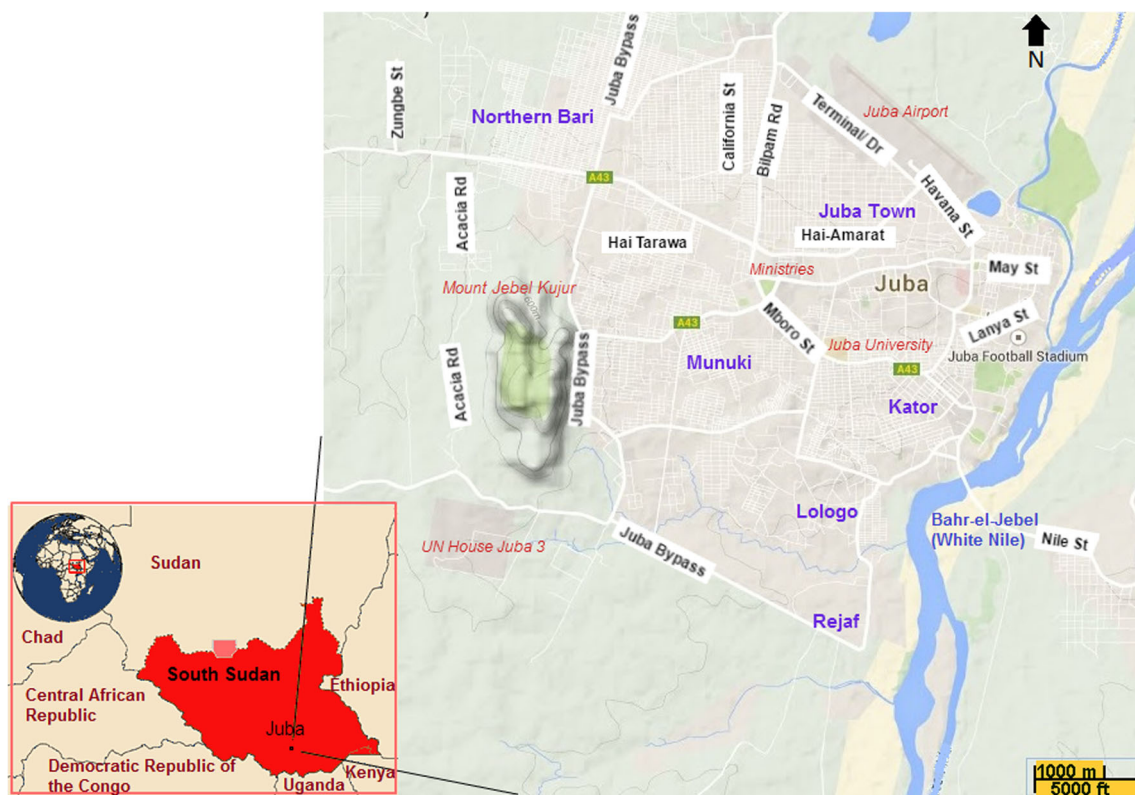 N
Zungbe St
Juba Bypass
Northern Bari
California St
Bilpam Rd
Terminal/ Dr
Juba Airport
A43
Acacia Rd
Havana St
Juba Town
Hai Tarawa
Hai-Amarat
Ministries
May St
Juba
Mount Jebel Kujur
600m
A43
Mboro St
Lanya St
Juba University
Juba Football Stadium
Acacia Rd
Juba Bypass
Munuki
A43
Kator
Lologo
Bahr-el-Jebel
(White Nile)
Nile St
UN House Juba 3
Juba Bypass
Rejaf
1000 m
5000 ft
Sudan
Chad
South Sudan
Ethiopia
Central African
Republic
Juba
Democratic Republic of
the Congo
Kenya
Uganda